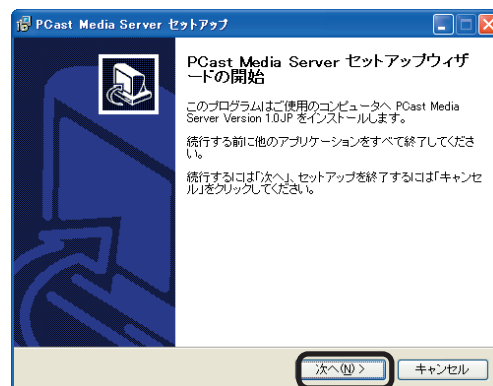 PCast Media Server セットアップ
PCast Media Server セットアップウィザ
ードの開始
このプログラムはご使用のコンピュータへ PCast Media
Server Version 1.0.JP をインストールします。
続行する前に他のアプリケーションをすべて終了してくださ
い。
続行するには「次へ」、セットアップを終了するには「キャンセ
ル」をクリックしてください。
次へ(N) >
キャンセル